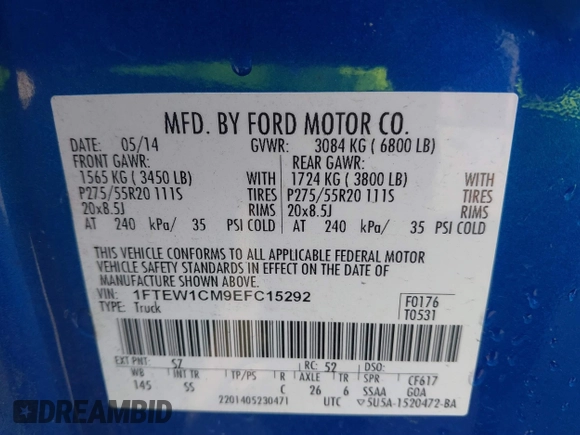 MFD. BY FORD MOTOR CO.
DATE: 05/14 GVWR: 3084 KG ( 6800 LB)
FRONT GAWR: REAR GAWR:
1565 KG ( 3450 LB) WITH 1724 KG ( 3800 LB) WITH
P275/55R20 111S TIRES P275/55R20 111S TIRES
20x8.5J RIMS 20x8.5J RIMS
AT 240 kPa/ 35 PSI COLD AT 240 kPa/ 35 PSI COLD
THIS VEHICLE CONFORMS TO ALL APPLICABLE FEDERAL MOTOR
VEHICLE SAFETY STANDARDS IN EFFECT ON THE DATE OF
MANUFACTURE SHOWN ABOVE.
VIN: 1FTEW1CM9EFC15292 F0176
TYPE: Truck T0531
EXT PNT: S7 RC: 52 DSO:
WB INT TR TP/PS R AXLE TR SPR CF617
145 SS C 26 6 SSAA GOA
2201405230471 UTC 5U5A-1520472-BA
IDREAMBID